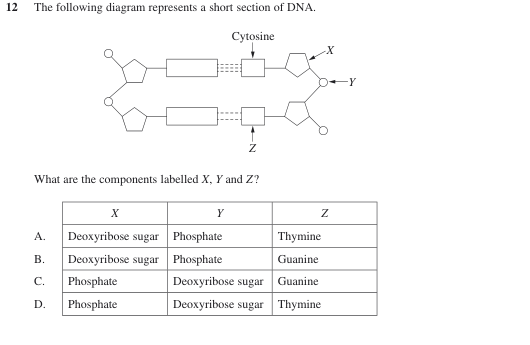 12 The following diagram represents a short section of DNA.
Cytosine
X
Y
Z
What are the components labelled X, Y and Z?
X Y Z
A. Deoxyribose sugar Phosphate Thymine
B. Deoxyribose sugar Phosphate Guanine
C. Phosphate Deoxyribose sugar Guanine
D. Phosphate Deoxyribose sugar Thymine